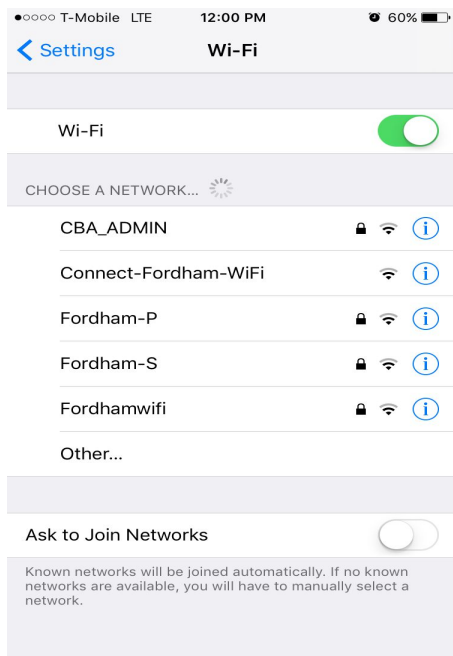 T-Mobile LTE 12:00 PM 60%
Settings Wi-Fi
Wi-Fi
CHOOSE A NETWORK...
CBA_ADMIN
Connect-Fordham-WiFi
Fordham-P
Fordham-S
Fordhamwifi
Other...
Ask to Join Networks
Known networks will be joined automatically. If no known
networks are available, you will have to manually select a
network.